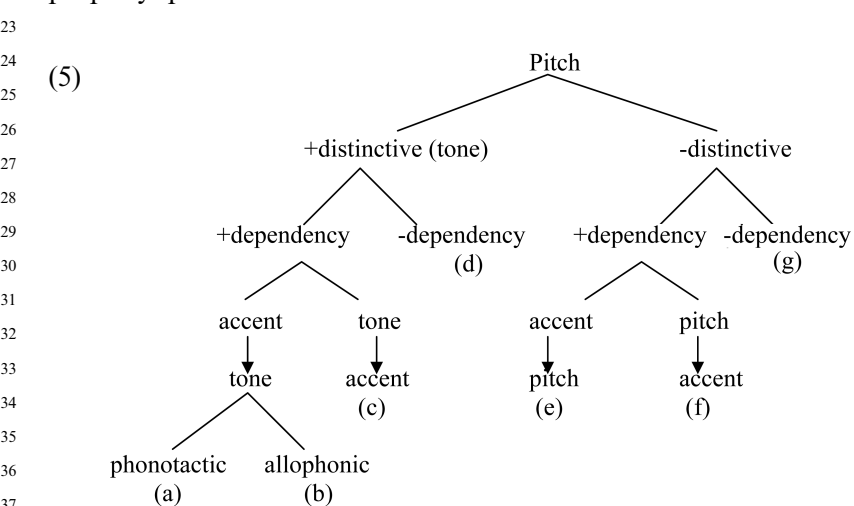 23
24
(5) Pitch
25
26
+distinctive (tone) -distinctive
27
28
29
+dependency -dependency +dependency -dependency
(d) (g)
30
31
accent tone accent pitch
32
33
tone accent pitch accent
(c) (e) (f)
34
35
phonotactic allophonic
36
(a) (b)
37